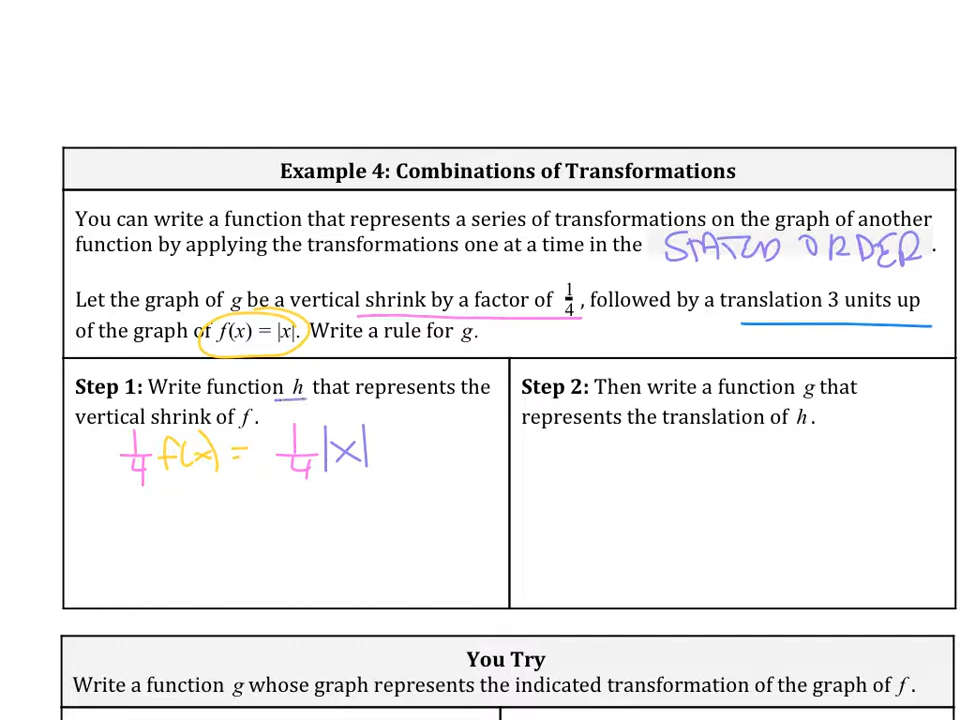 Example 4: Combinations of Transformations
You can write a function that represents a series of transformations on the graph of another
function by applying the transformations one at a time in the STATED ORDER.
Let the graph of g be a vertical shrink by a factor of 1/4, followed by a translation 3 units up
of the graph of f(x) = |x|. Write a rule for g.
Step 1: Write function h that represents the
vertical shrink of f.
1/4 f(x) = 1/4 |x|
Step 2: Then write a function g that
represents the translation of h.
You Try
Write a function g whose graph represents the indicated transformation of the graph of f.